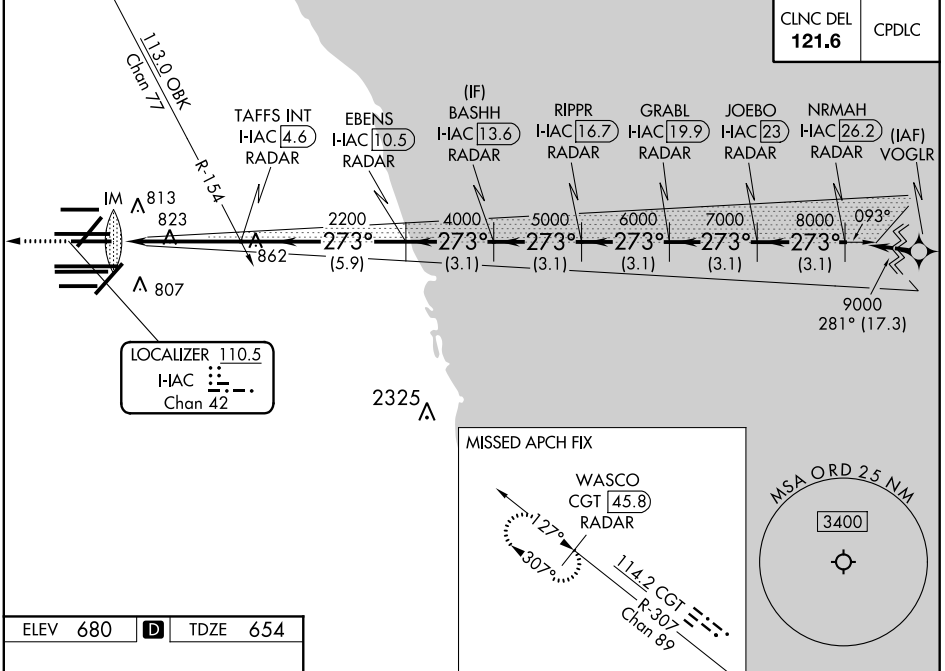 CLNC DEL
121.6
CPDLC
113.0 OBK
Chan 77
R-154
TAFFS INT
I-IAC 4.6
RADAR
EBENS
I-IAC 10.5
RADAR
(IF)
BASHH
I-IAC 13.6
RADAR
RIPPR
I-IAC 16.7
RADAR
GRABL
I-IAC 19.9
RADAR
JOEBO
I-IAC 23
RADAR
NRMAH
I-IAC 26.2
RADAR
(IAF)
VOGLR
IM
813
823
862
807
2200
4000
5000
6000
7000
8000
093°
273°
273°
273°
273°
273°
273°
(5.9)
(3.1)
(3.1)
(3.1)
(3.1)
(3.1)
9000
281° (17.3)
LOCALIZER 110.5
I-IAC
Chan 42
2325
MISSED APCH FIX
WASCO
CGT 45.8
RADAR
127°
307°
114.2 CGT
R-307
Chan 89
MSA ORD 25 NM
3400
ELEV 680 D TDZE 654